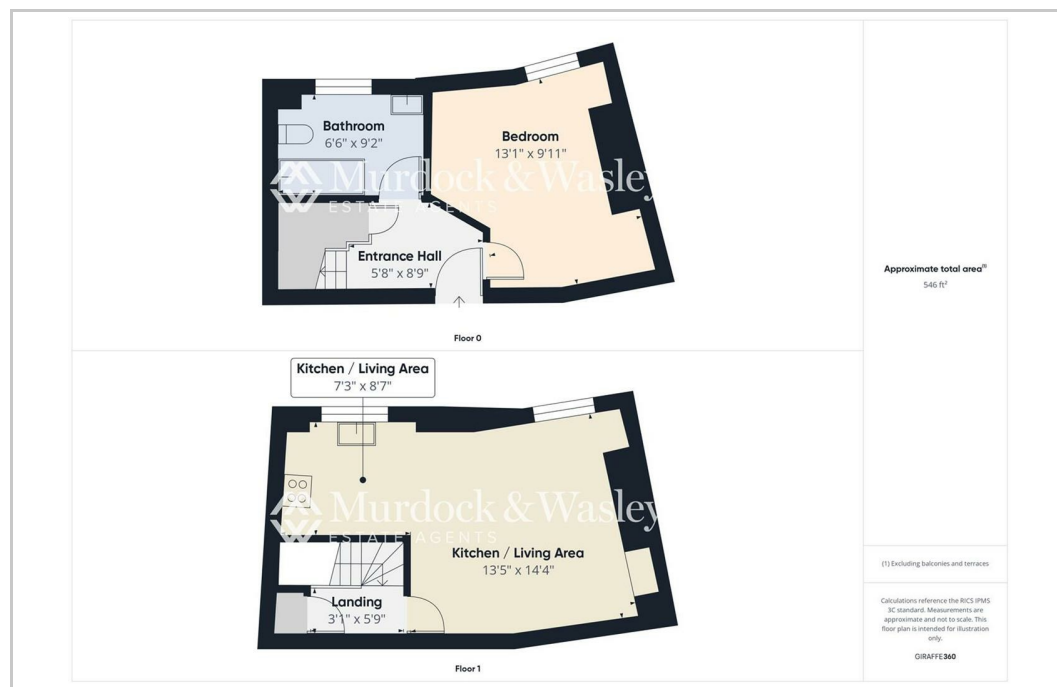 Bathroom
6'6" x 9'2"
Bedroom
13'1" x 9'11"
Murdock & Wasley
ESTATE AGENTS
Entrance Hall
5'8" x 8'9"
Floor 0
Kitchen / Living Area
7'3" x 8'7"
Murdock & Wasley
ESTATE AGENTS
Kitchen / Living Area
13'5" x 14'4"
Landing
3'1" x 5'9"
Floor 1
Approximate total area(1)
546 ft²
(1) Excluding balconies and terraces
Calculations reference the RICS IPMS
3C standard. Measurements are
approximate and not to scale. This
floor plan is intended for illustration
only.
GIRAFFE360